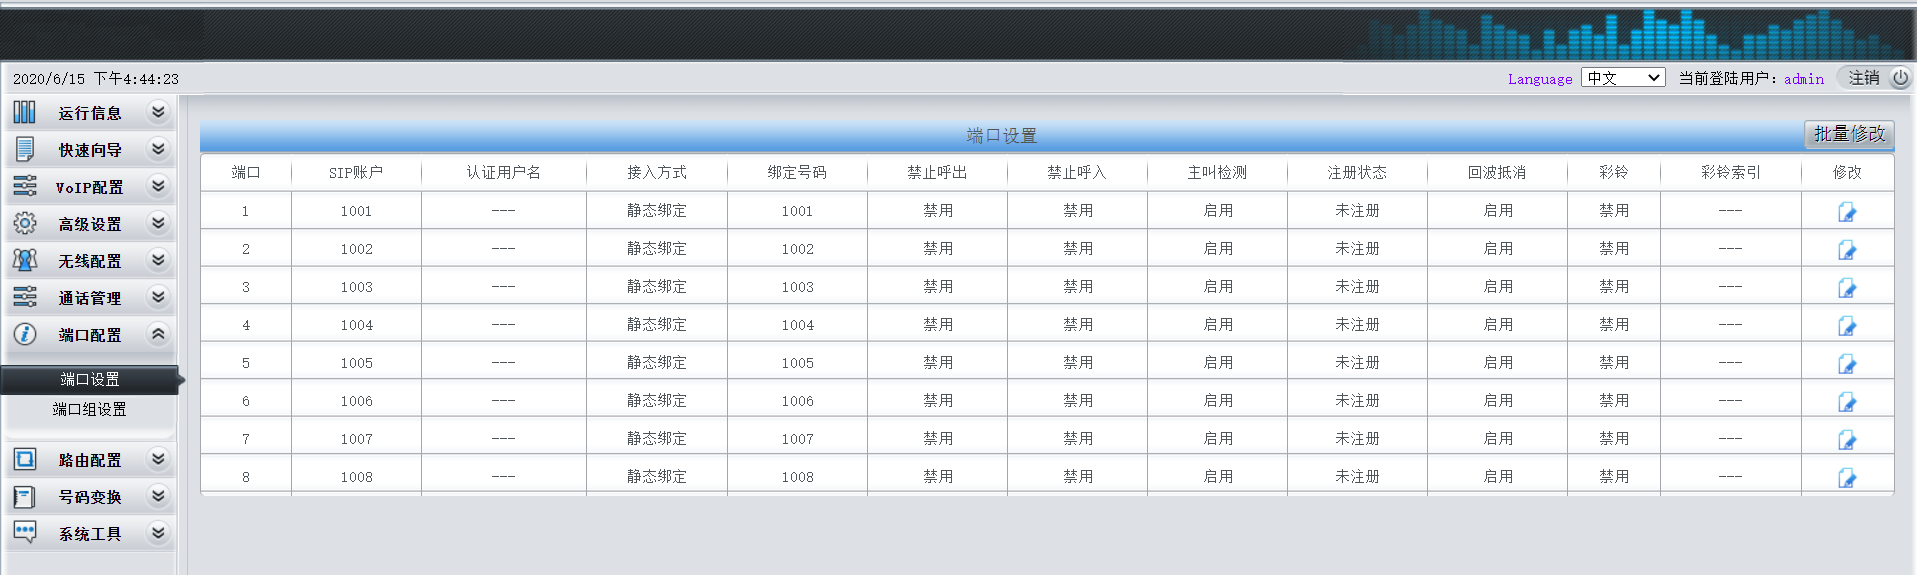 2020/6/15 下午4:44:23
Language 中文 当前登陆用户：admin 注销
运行信息
快速向导
VoIP配置
高级设置
无线配置
通话管理
端口配置
端口设置
端口组设置
路由配置
号码变换
系统工具
端口设置 批量修改
端口 SIP账户 认证用户名 接入方式 绑定号码 禁止呼出 禁止呼入 主叫检测 注册状态 回波抵消 彩铃 彩铃索引 修改
1 1001 --- 静态绑定 1001 禁用 禁用 启用 未注册 启用 禁用 ---
2 1002 --- 静态绑定 1002 禁用 禁用 启用 未注册 启用 禁用 ---
3 1003 --- 静态绑定 1003 禁用 禁用 启用 未注册 启用 禁用 ---
4 1004 --- 静态绑定 1004 禁用 禁用 启用 未注册 启用 禁用 ---
5 1005 --- 静态绑定 1005 禁用 禁用 启用 未注册 启用 禁用 ---
6 1006 --- 静态绑定 1006 禁用 禁用 启用 未注册 启用 禁用 ---
7 1007 --- 静态绑定 1007 禁用 禁用 启用 未注册 启用 禁用 ---
8 1008 --- 静态绑定 1008 禁用 禁用 启用 未注册 启用 禁用 ---